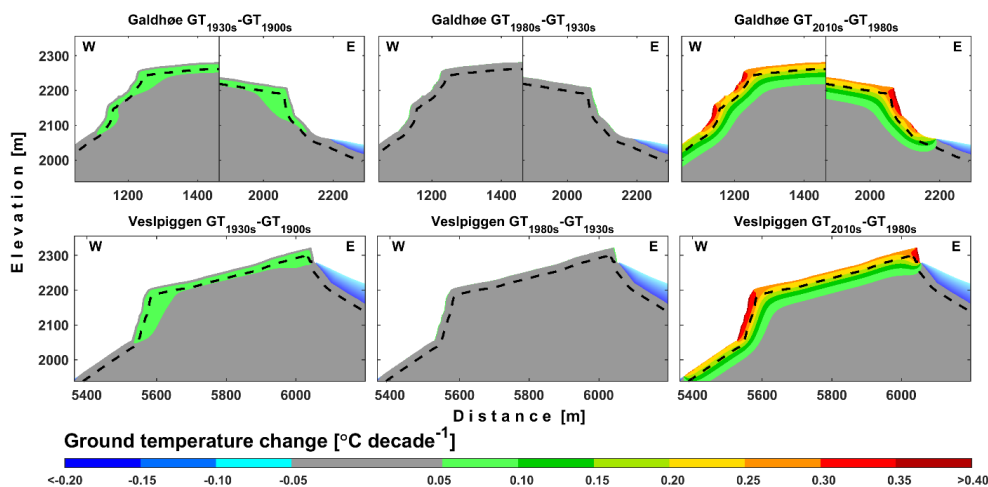 Galdhøe GT1930s-GT1900s
Galdhøe GT1980s-GT1930s
Galdhøe GT2010s-GT1980s
W E
W E
W E
2300
2200
2100
2000
1200 1400 2000 2200
1200 1400 2000 2200
1200 1400 2000 2200
Elevation [m]
Veslpiggen GT1930s-GT1900s
Veslpiggen GT1980s-GT1930s
Veslpiggen GT2010s-GT1980s
W E
W E
W E
2300
2200
2100
2000
5400 5600 5800 6000
5400 5600 5800 6000
5400 5600 5800 6000
Distance [m]
Ground temperature change [°C decade-1]
<-0.20 -0.15 -0.10 -0.05 0.05 0.10 0.15 0.20 0.25 0.30 0.35 >0.40